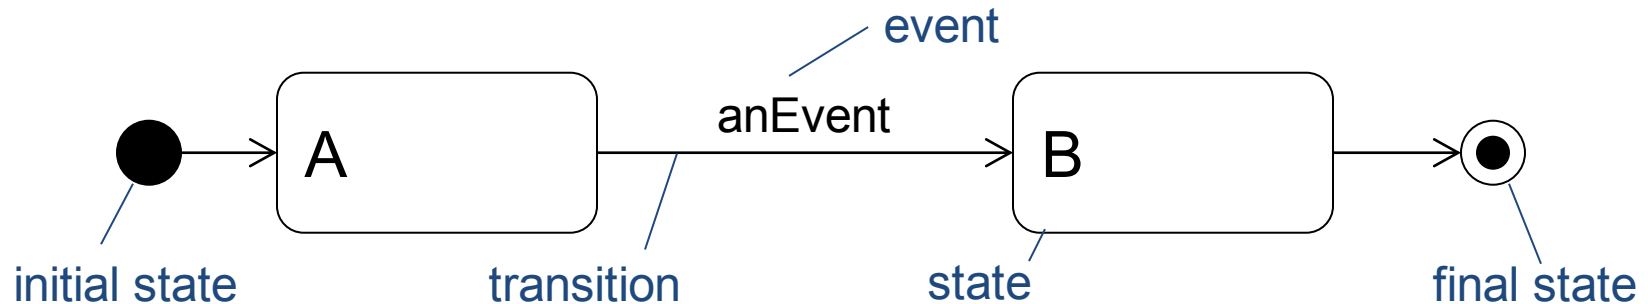 event
anEvent
A
B
initial state
transition
state
final state